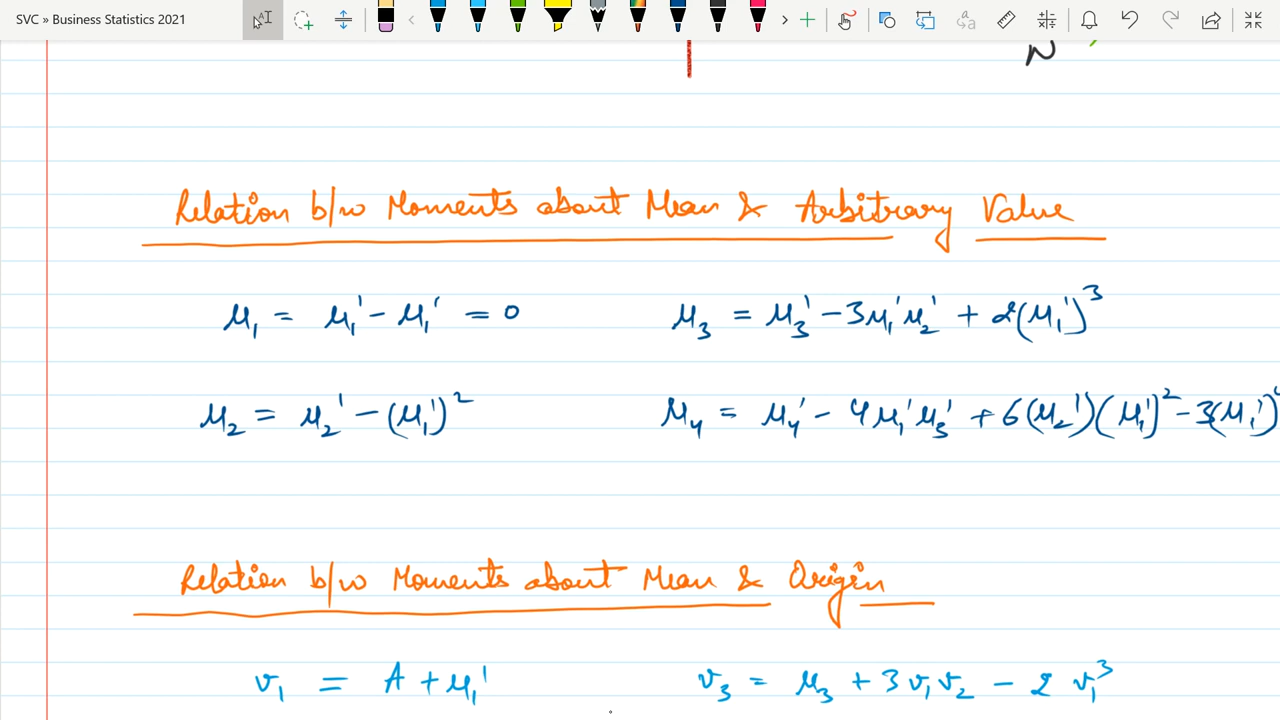 SVC » Business Statistics 2021
N
Relation b/w Moments about Mean & Arbitrary Value
μ₁ = μ₁' - μ₁' = 0 μ₃ = μ₃' - 3μ₁'μ₂' + 2(μ₁')³
μ₂ = μ₂' - (μ₁')² μ₄ = μ₄' - 4μ₁'μ₃' + 6(μ₂')(μ₁')² - 3(μ₁')⁴
Relation b/w Moments about Mean & Origin
v₁ = A + μ₁' v₃ = μ₃ + 3v₁v₂ - 2v₁³